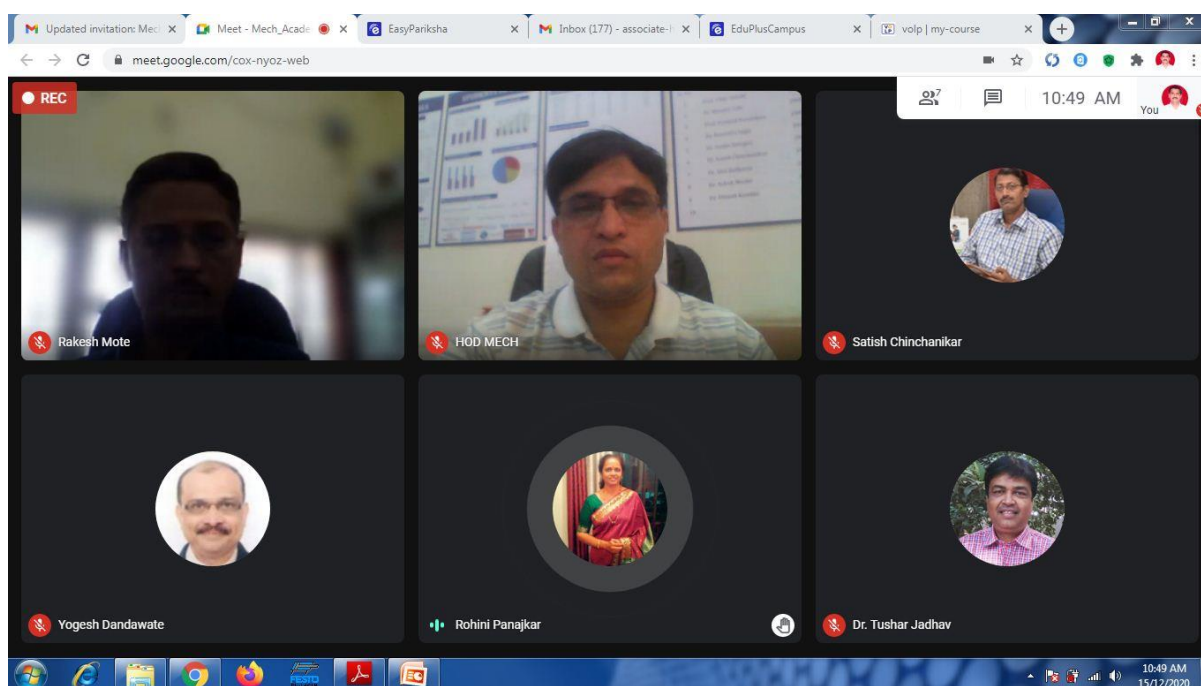 Updated invitation: Mec
Meet - Mech_Acade
EasyPariksha
Inbox (177) - associate-
EduPlusCampus
volp | my-course
meet.google.com/cox-nyoz-web
REC
7
10:49 AM
You
Rakesh Mote
HOD MECH
Satish Chinchanikar
Yogesh Dandawate
Rohini Panajkar
Dr. Tushar Jadhav
FESTO
10:49 AM
15/12/2020